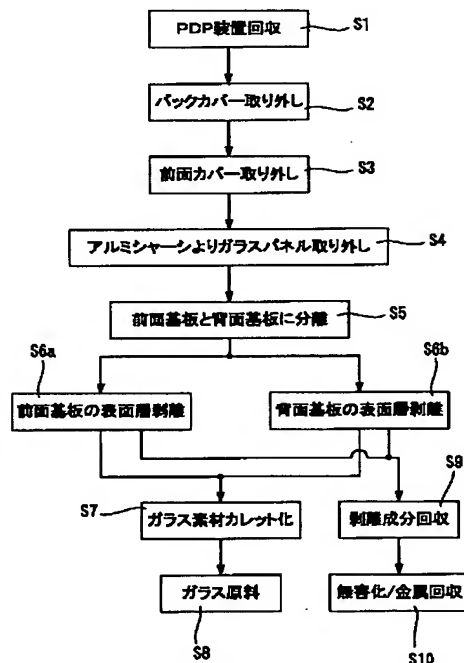 PDP装置回収
S1
バックカバー取り外し
S2
前面カバー取り外し
S3
アルミシャーシよりガラスパネル取り外し
S4
前面基板と背面基板に分離
S5
S6a
S6b
前面基板の表面層剥離
背面基板の表面層剥離
S7
S9
ガラス素材カレット化
剥離成分回収
ガラス原料
無害化/金属回収
S8
S10